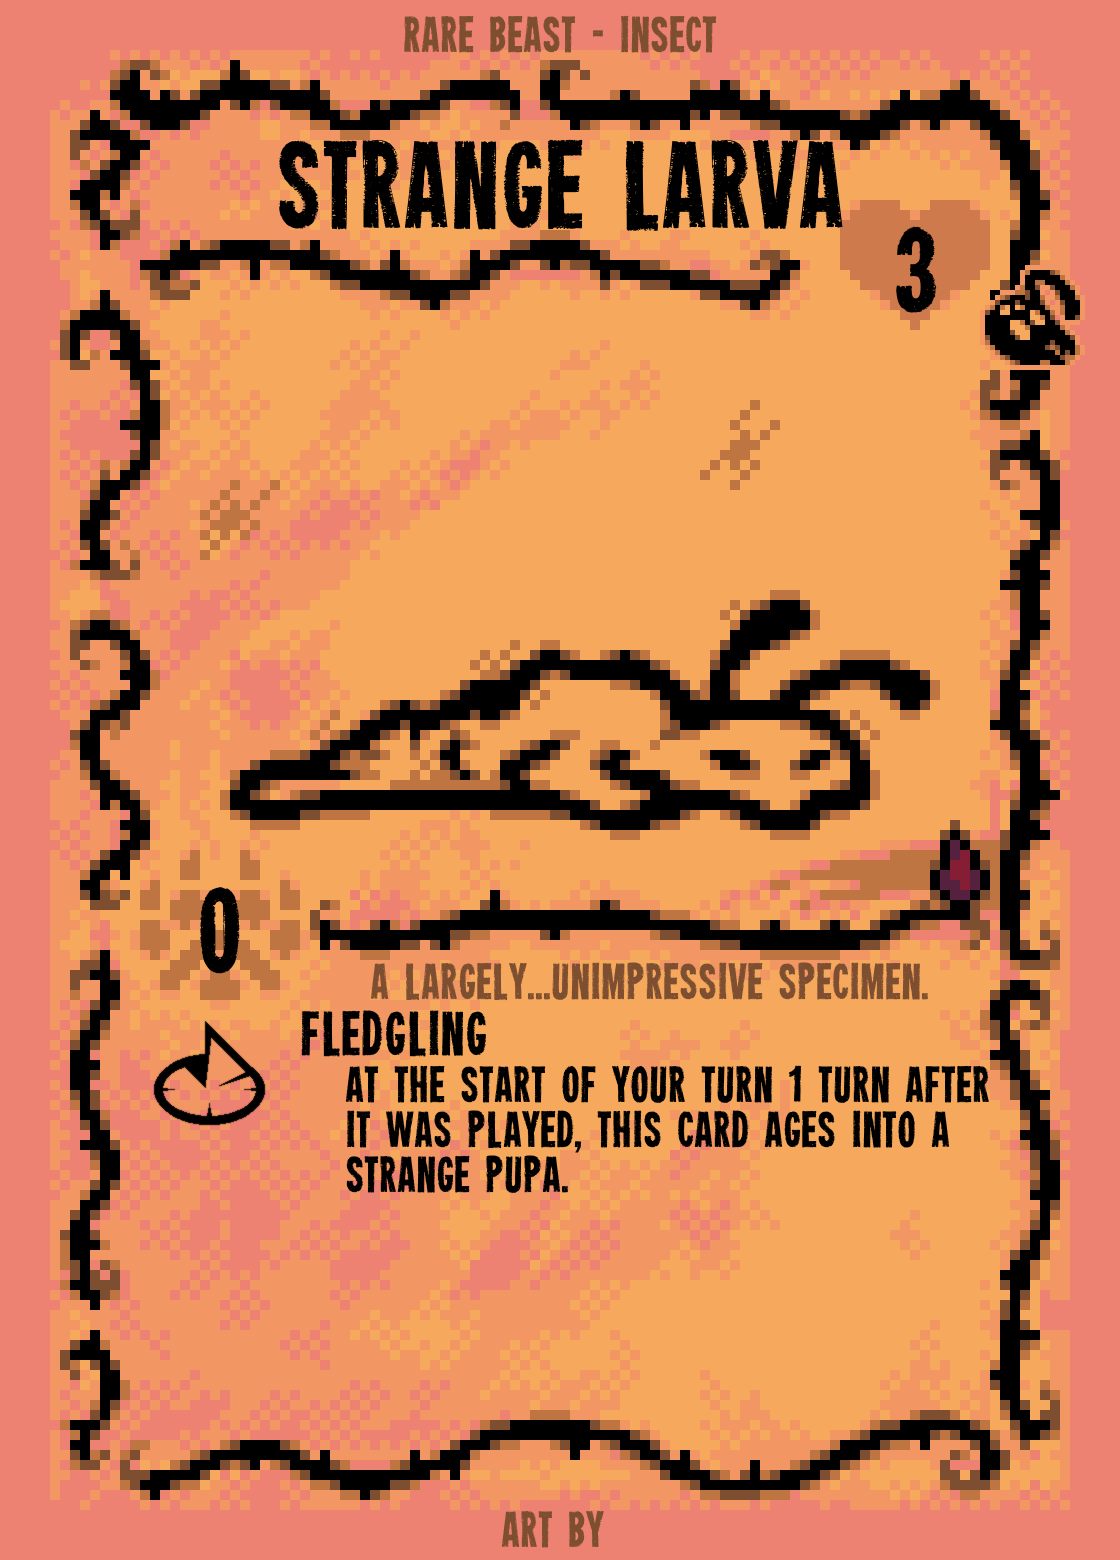 RARE BEAST - INSECT
STRANGE LARVA
3
0
A LARGELY...UNIMPRESSIVE SPECIMEN.
FLEDGLING
AT THE START OF YOUR TURN 1 TURN AFTER
IT WAS PLAYED, THIS CARD AGES INTO A
STRANGE PUPA.
ART BY